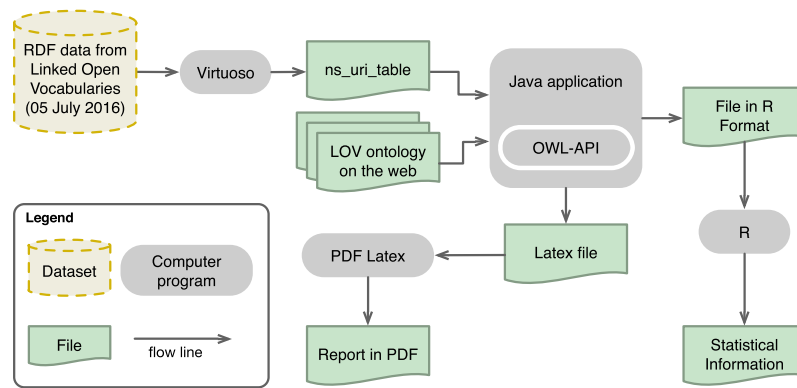 RDF data from
Linked Open
Vocabularies
(05 July 2016)
Virtuoso
ns_uri_table
LOV ontology
on the web
Java application
OWL-API
File in R
Format
R
Statistical
Information
Latex file
PDF Latex
Report in PDF
Legend
Dataset
Computer
program
File
flow line